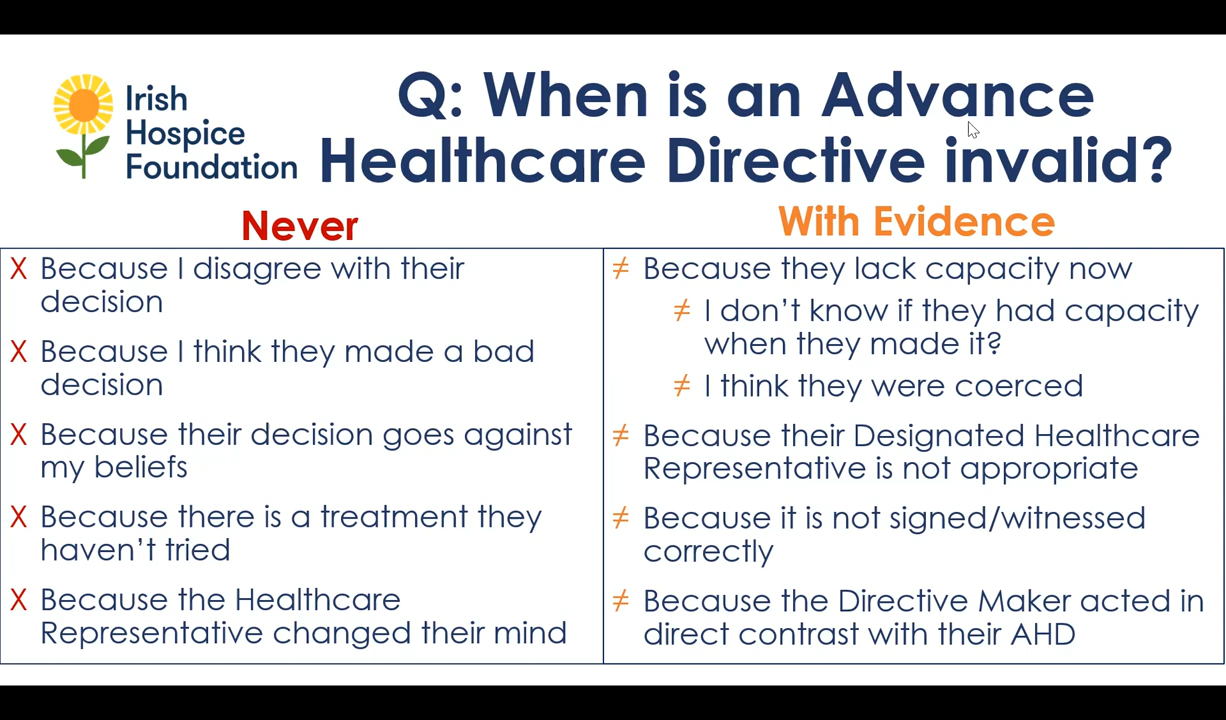 Irish
Hospice
Foundation
Q: When is an Advance
Healthcare Directive invalid?
Never
X Because I disagree with their
decision
X Because I think they made a bad
decision
X Because their decision goes against
my beliefs
X Because there is a treatment they
haven't tried
X Because the Healthcare
Representative changed their mind
With Evidence
≠ Because they lack capacity now
≠ I don't know if they had capacity
when they made it?
≠ I think they were coerced
≠ Because their Designated Healthcare
Representative is not appropriate
≠ Because it is not signed/witnessed
correctly
≠ Because the Directive Maker acted in
direct contrast with their AHD